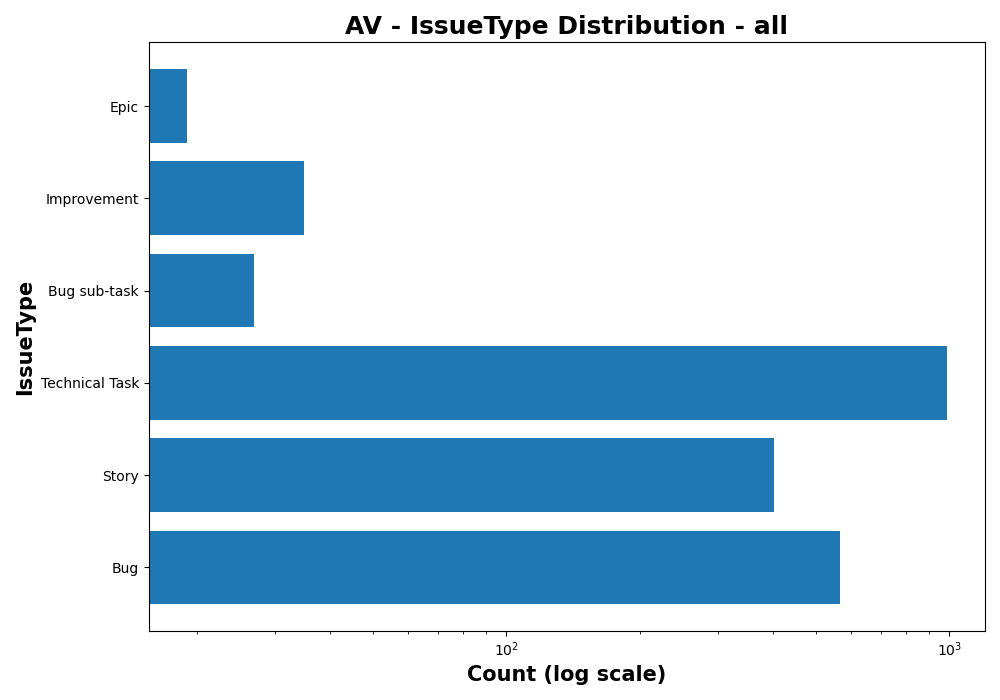 AV - IssueType Distribution - all
Epic
Improvement
Bug sub-task
Technical Task
Story
Bug
IssueType
10²
10³
Count (log scale)